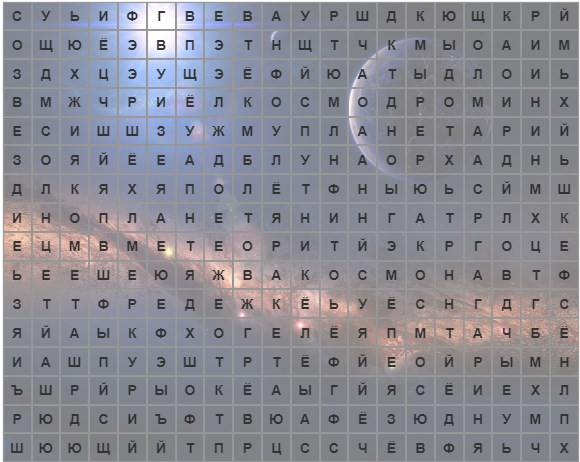 С У Ь И Ф Г В Е В А У Р Ш Д К Ю Щ К Р Й
О Щ Ю Ё Э В П Э Т Н Щ Т Ч К М Ы О А И М
З Д Х Ц Э У Щ Э Ё Ф Й Ю А Т Ы Д Л О И Ь
В М Ж Ч Р И Ё Л К О С М О Д Р О М И Н Х
Е С И Ш Ш З У Ж М У П Л А Н Е Т А Р И Й
З О Я Й Ё Е А Д Б Л У Н А О Р Х А Д Н Ь
Д Л К Я Х Я П О Л Ё Т Ф Н Ы Ю Ь С Й М Ш
И Н О П Л А Н Е Т Я Н И Н Г А Т Р Л Х К
Е Ц М В М Е Т Е О Р И Т Й Э К Р Г О Ц Е
Ь Е Е Ш Е Ю Я Ж В А К О С М О Н А В Т Ф
З Т Т Ф Р Е Д Е Ж К Ё Ь У Ё С Н Г Д Г С
Я Й А Ы К Ф Х О Г Е Л Ё Я П М Т А Ч Б Ё
И А Ш П У Э Ш Т Р Т Ё Ф Й Е О Й Р Ы М Н
Ъ Ш Р Й Р Ы О К Ё А Ы Г Й Я С Ё И Е Х Л
Р Ю Д С И Ъ Ф Т В Ю А Ф Ё З Ю Д Н У М П
Ш Ю Ю Щ Й Й Т П Р Ц С С Ч Ё В Ф Я Ь Ч Х